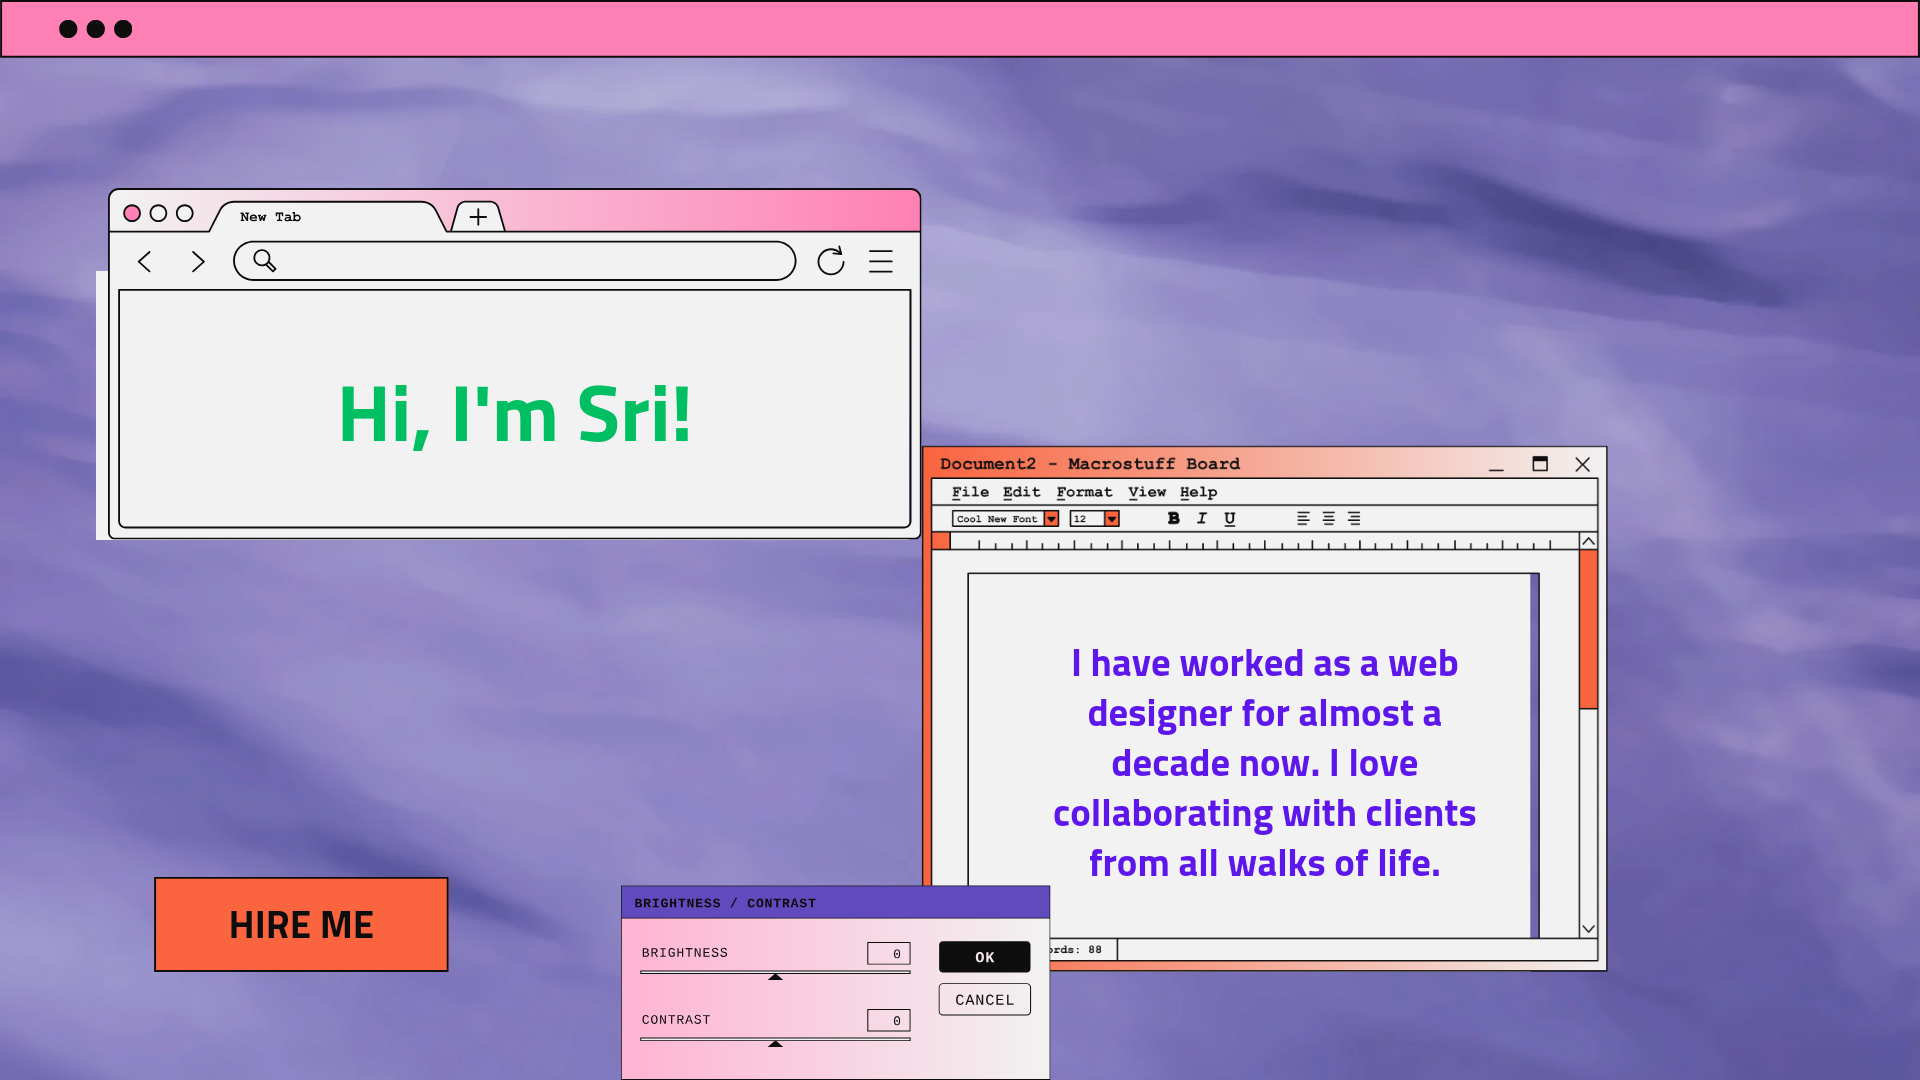 New Tab
Hi, I'm Sri!
Document2 - Macrostuff Board
File Edit Format View Help
Cool New Font 12 B I U
I have worked as a web
designer for almost a
decade now. I love
collaborating with clients
from all walks of life.
88
HIRE ME
BRIGHTNESS / CONTRAST
BRIGHTNESS 0
OK
CANCEL
CONTRAST 0